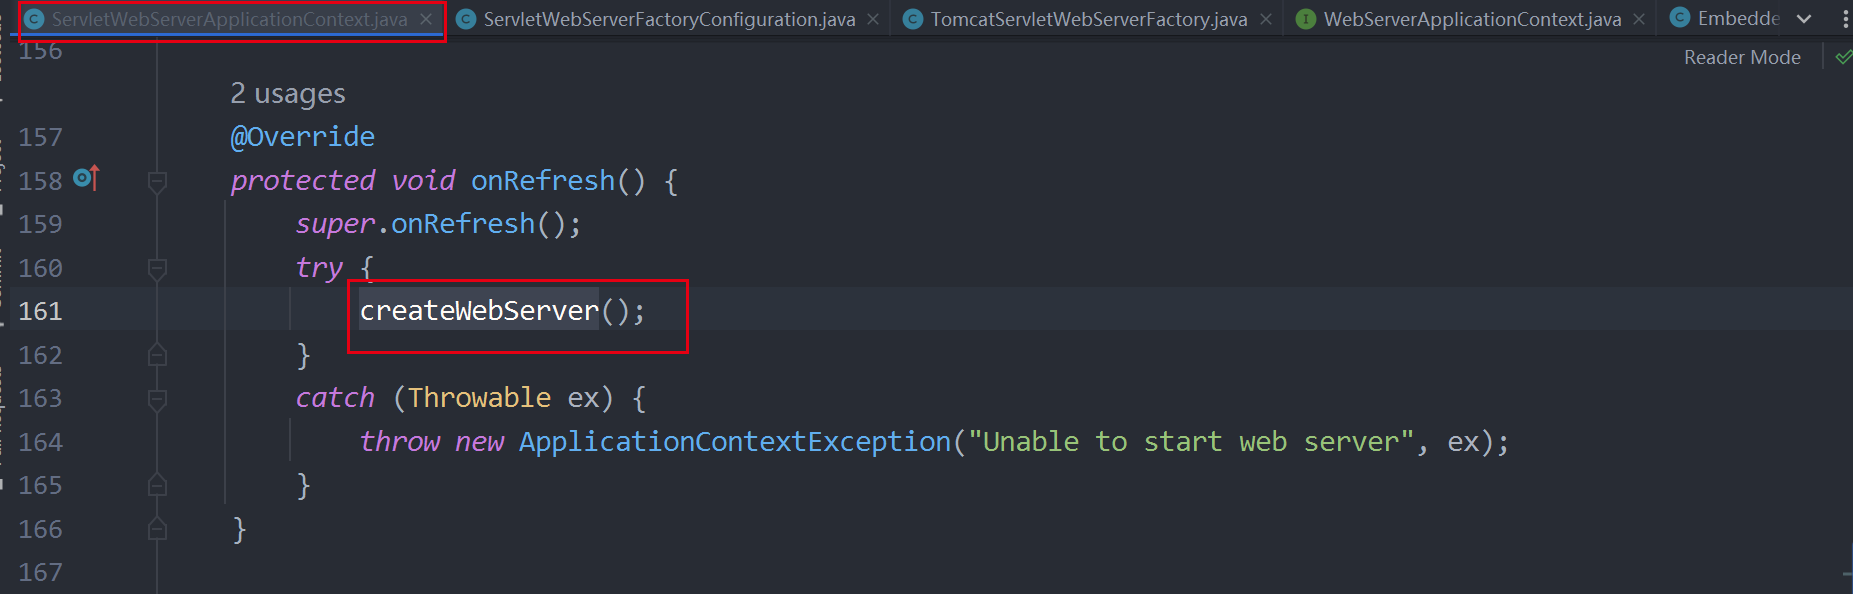 ServletWebServerApplicationContext.java ServletWebServerFactoryConfiguration.java TomcatServletWebServerFactory.java WebServerApplicationContext.java Embedde
156
Reader Mode
2 usages
157 @Override
158 protected void onRefresh() {
159 super.onRefresh();
160 try {
161 createWebServer();
162 }
163 catch (Throwable ex) {
164 throw new ApplicationContextException("Unable to start web server", ex);
165 }
166 }
167